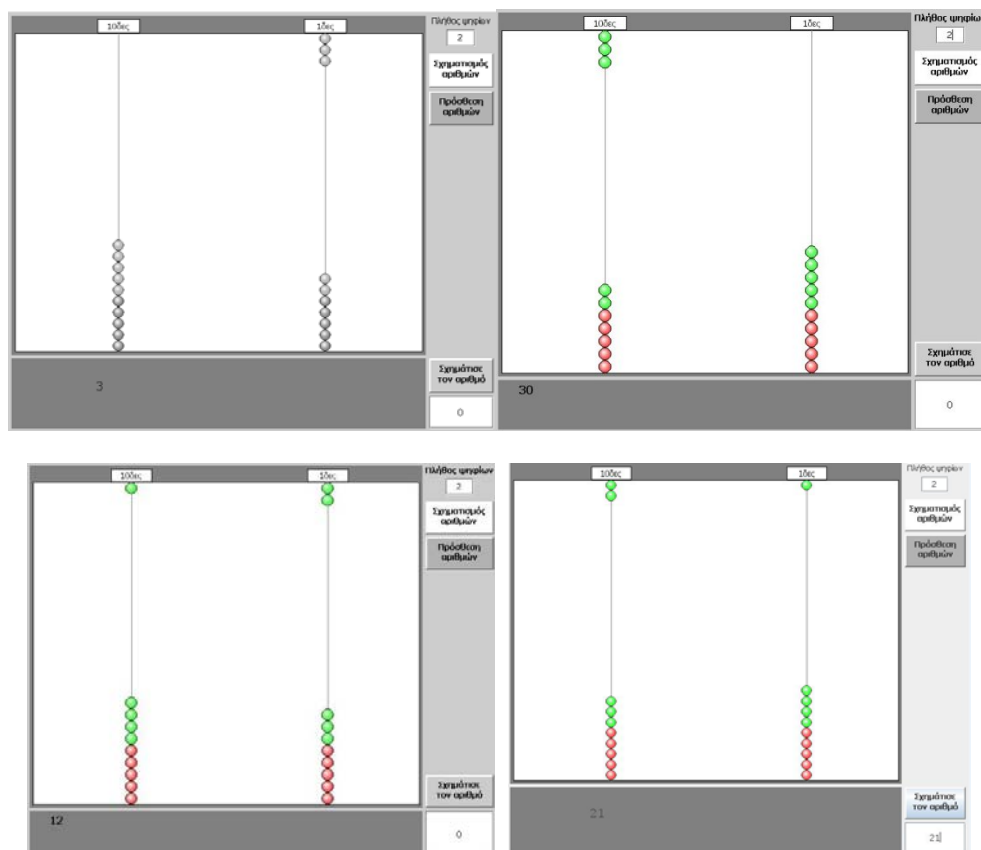 10δες
1δες
Πλήθος ψηφίων
2
Σχηματισμός
αριθμών
Πρόσθεση
αριθμών
Σχημάτισε
τον αριθμό
3
0
10δες
1δες
Πλήθος ψηφίων
2
Σχηματισμός
αριθμών
Πρόσθεση
αριθμών
Σχημάτισε
τον αριθμό
30
0
10δες
1δες
Πλήθος ψηφίων
2
Σχηματισμός
αριθμών
Πρόσθεση
αριθμών
Σχημάτισε
τον αριθμό
12
0
10δες
1δες
Πλήθος ψηφίων
2
Σχηματισμός
αριθμών
Πρόσθεση
αριθμών
Σχημάτισε
τον αριθμό
21
21